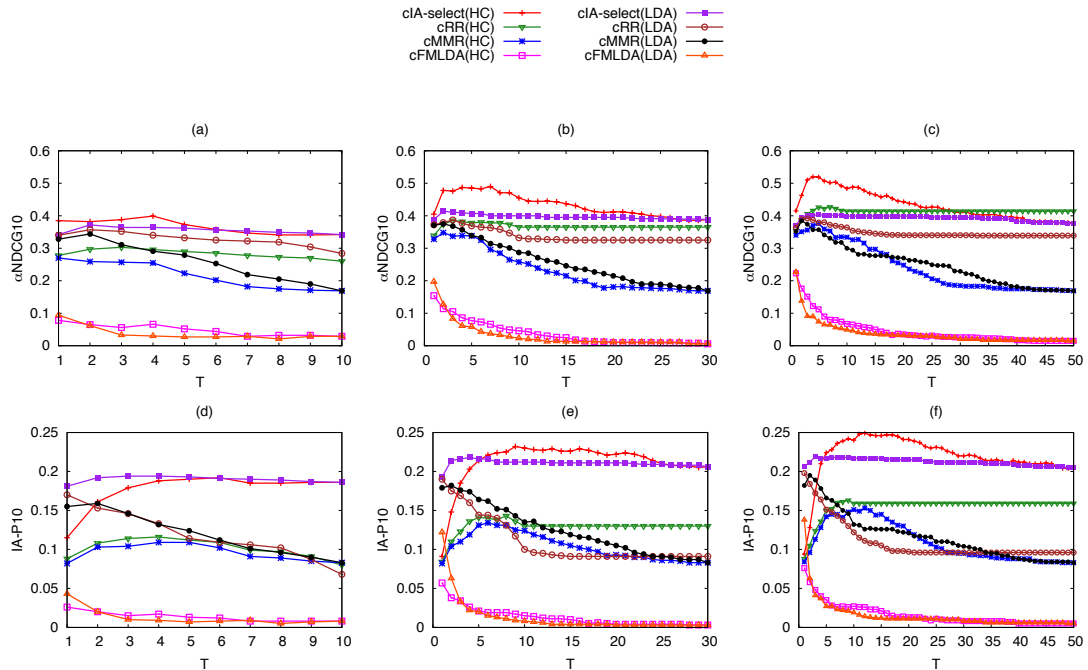 cIA-select(HC) cIA-select(LDA)
cRR(HC) cRR(LDA)
cMMR(HC) cMMR(LDA)
cFMLDA(HC) cFMLDA(LDA)
(a) (b) (c)
0.6 0.6 0.6
0.5 0.5 0.5
0.4 0.4 0.4
αNDCG10 αNDCG10 αNDCG10
0.3 0.3 0.3
0.2 0.2 0.2
0.1 0.1 0.1
0 0 0
1 2 3 4 5 6 7 8 9 10 0 5 10 15 20 25 30 0 5 10 15 20 25 30 35 40 45 50
T T T
(d) (e) (f)
0.25 0.25 0.25
0.2 0.2 0.2
0.15 0.15 0.15
IA-P10 IA-P10 IA-P10
0.1 0.1 0.1
0.05 0.05 0.05
0 0 0
1 2 3 4 5 6 7 8 9 10 0 5 10 15 20 25 30 0 5 10 15 20 25 30 35 40 45 50
T T T